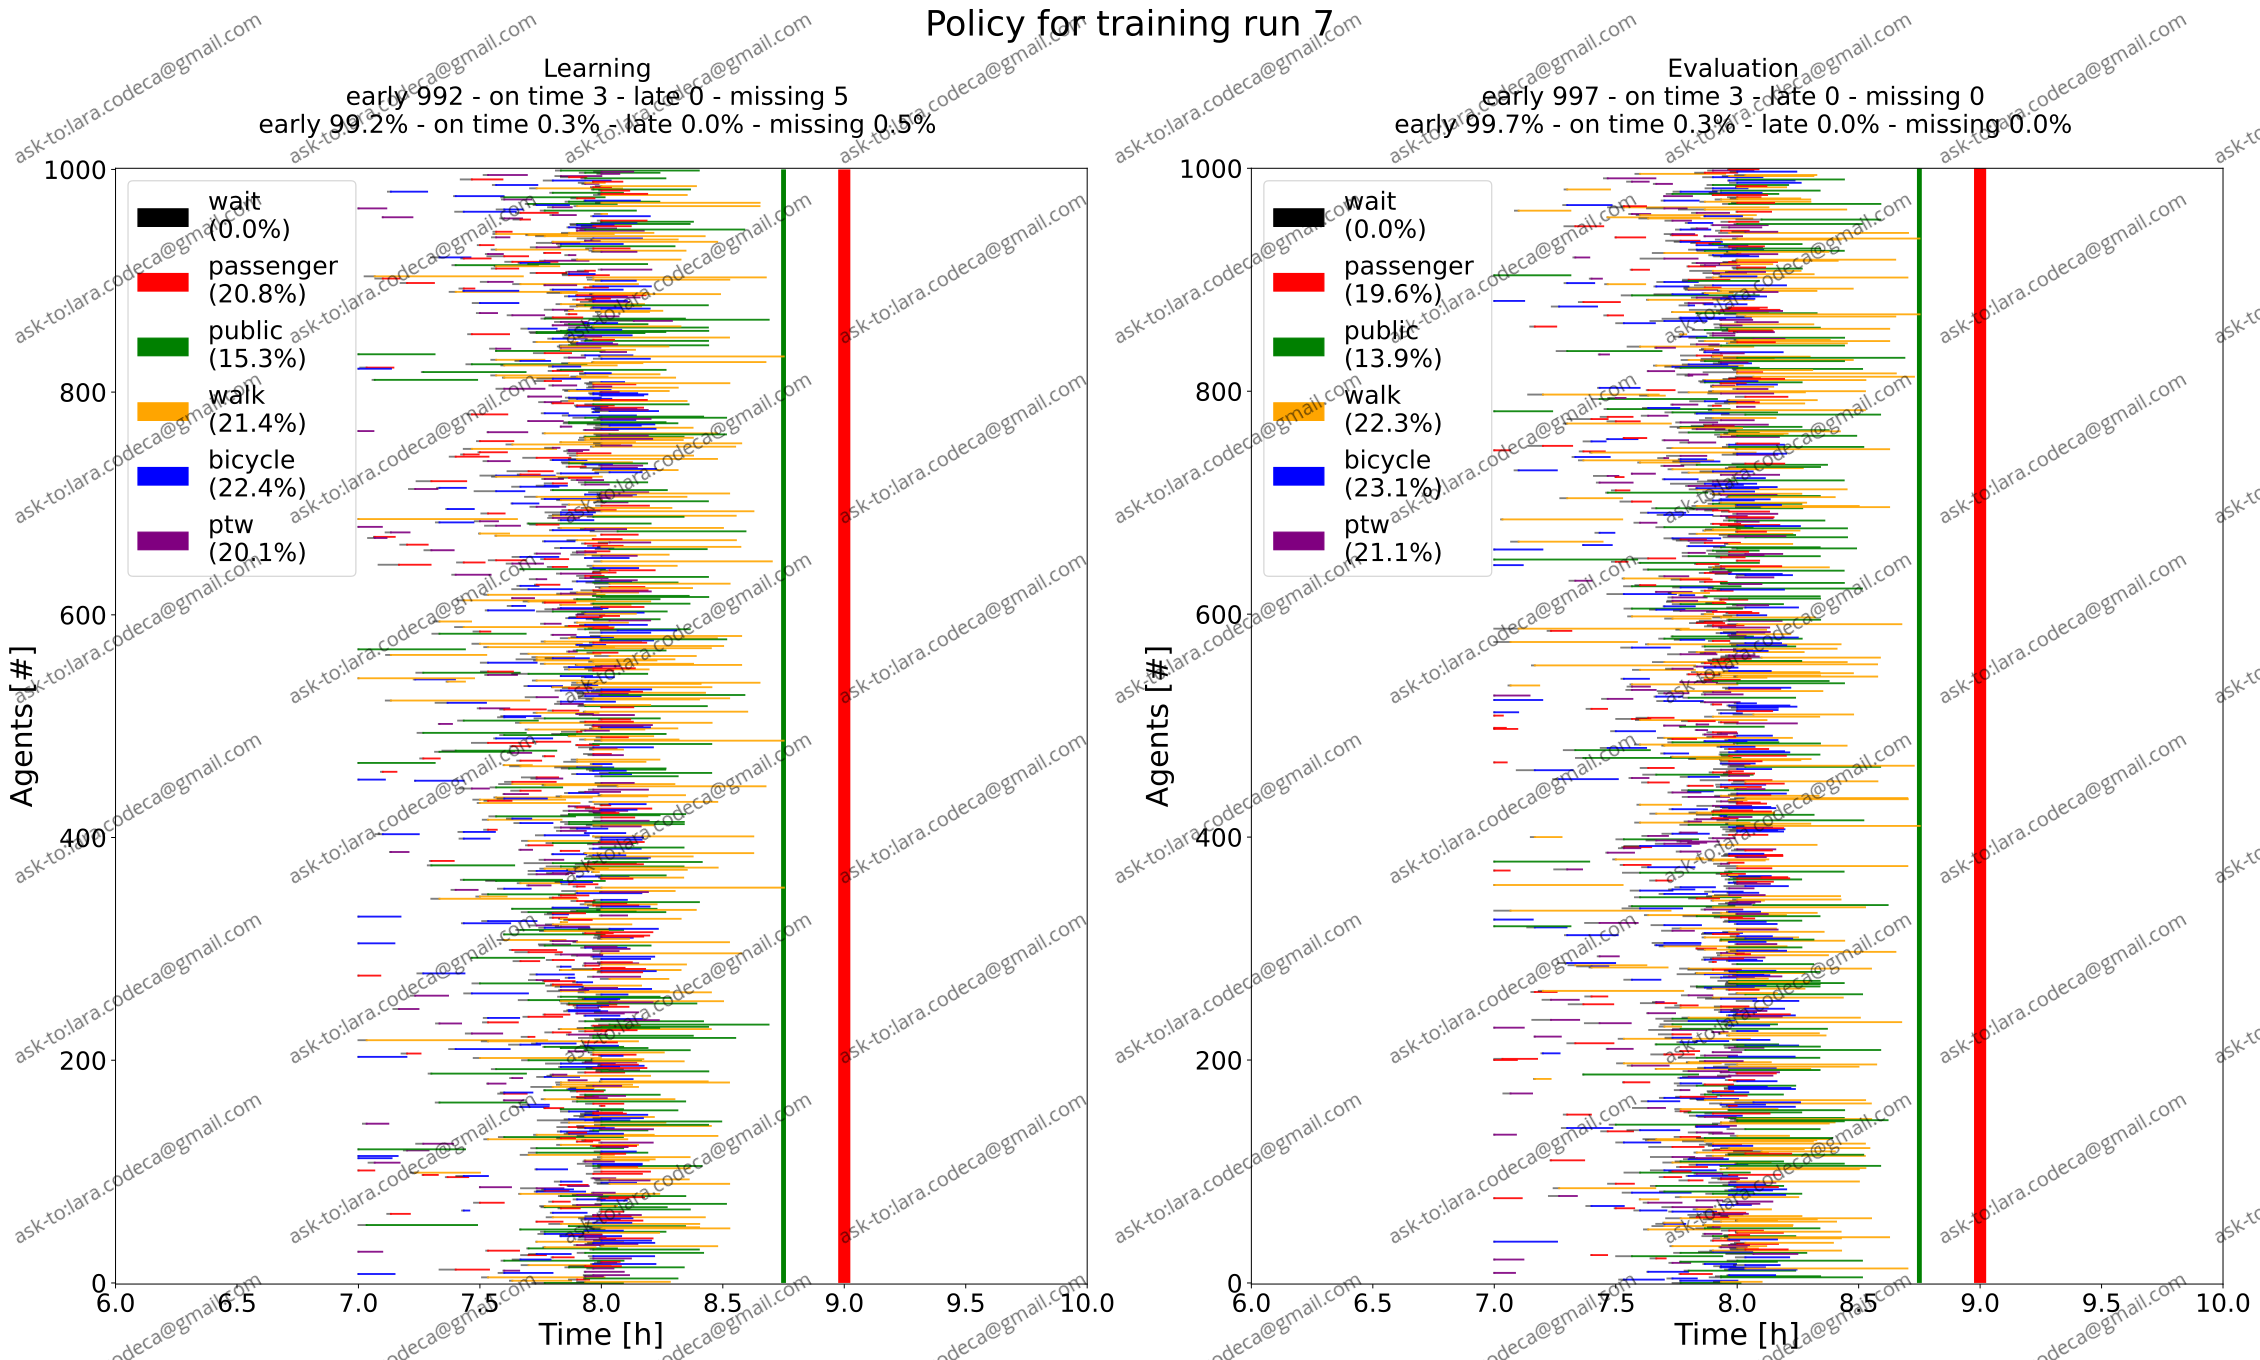 Policy for training run 7
Learning
early 992 - on time 3 - late 0 - missing 5
early 99.2% - on time 0.3% - late 0.0% - missing 0.5%
1000
800
600
400
200
0
Agents [#]
wait
(0.0%)
passenger
(20.8%)
public
(15.3%)
walk
(21.4%)
bicycle
(22.4%)
ptw
(20.1%)
6.0 6.5 7.0 7.5 8.0 8.5 9.0 9.5 10.0
Time [h]
Evaluation
early 997 - on time 3 - late 0 - missing 0
early 99.7% - on time 0.3% - late 0.0% - missing 0.0%
1000
800
600
400
200
0
Agents [#]
wait
(0.0%)
passenger
(19.6%)
public
(13.9%)
walk
(22.3%)
bicycle
(23.1%)
ptw
(21.1%)
6.0 6.5 7.0 7.5 8.0 8.5 9.0 9.5 10.0
Time [h]
ask-to:lara.codeca@gmail.com